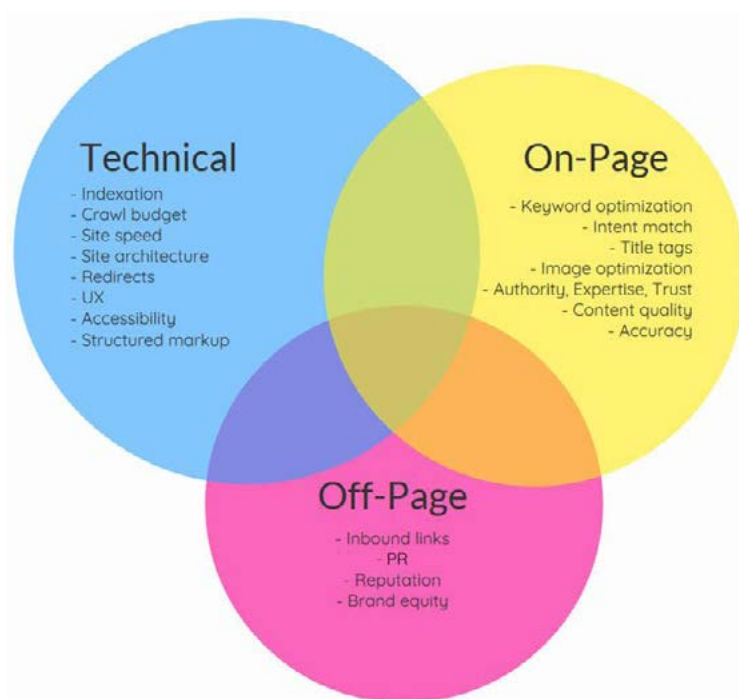 Technical
- Indexation
- Crawl budget
- Site speed
- Site architecture
- Redirects
- UX
- Accessibility
- Structured markup
On-Page
- Keyword optimization
- Intent match
- Title tags
- Image optimization
- Authority, Expertise, Trust
- Content quality
- Accuracy
Off-Page
- Inbound links
- PR
- Reputation
- Brand equity